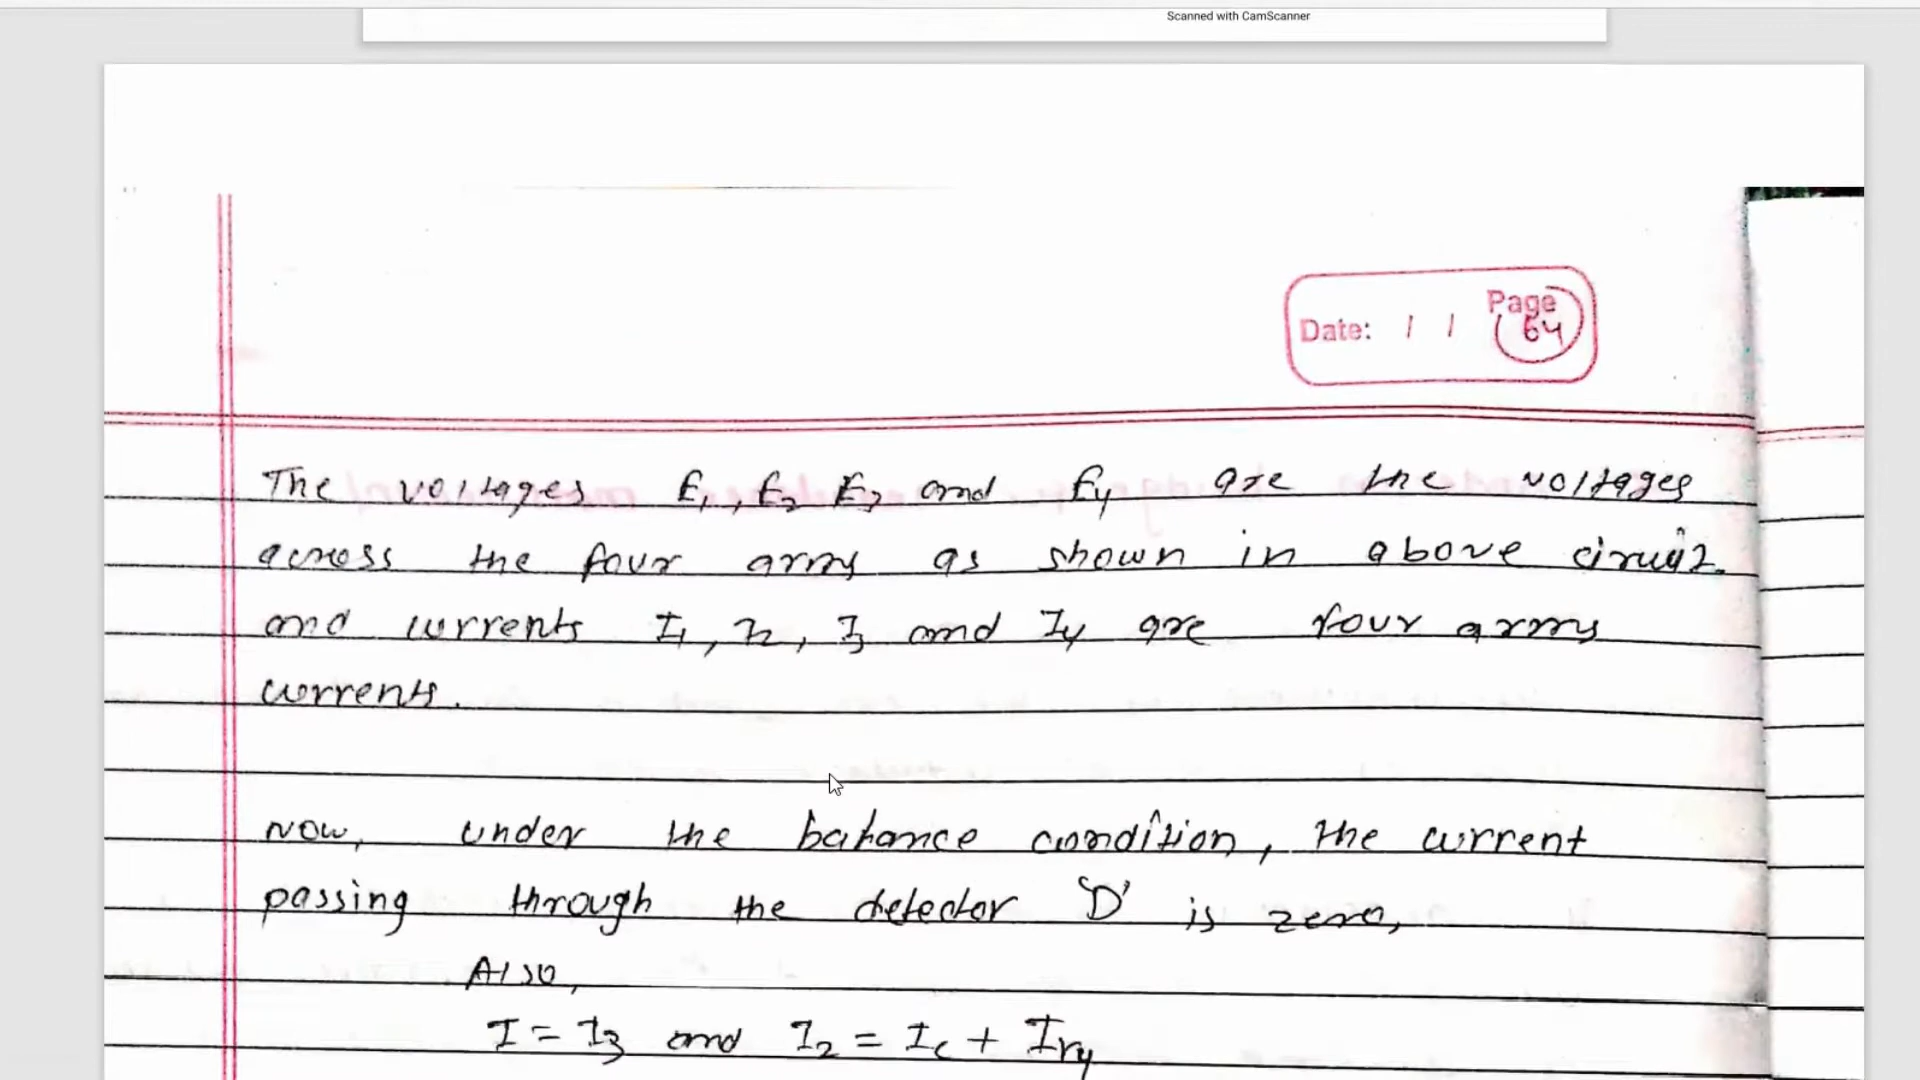 Scanned with CamScanner
Page
Date: / / 64
The voltages E1, E2 E3 and E4 are the voltages
across the four arms as shown in above ciruit.
and currents I1, I2, I3 and I4 are four arms
currents.
Now, under the balance condition, the current
passing through the detector 'D' is zero,
Also,
I = I3 and I2 = Ic + Ir4